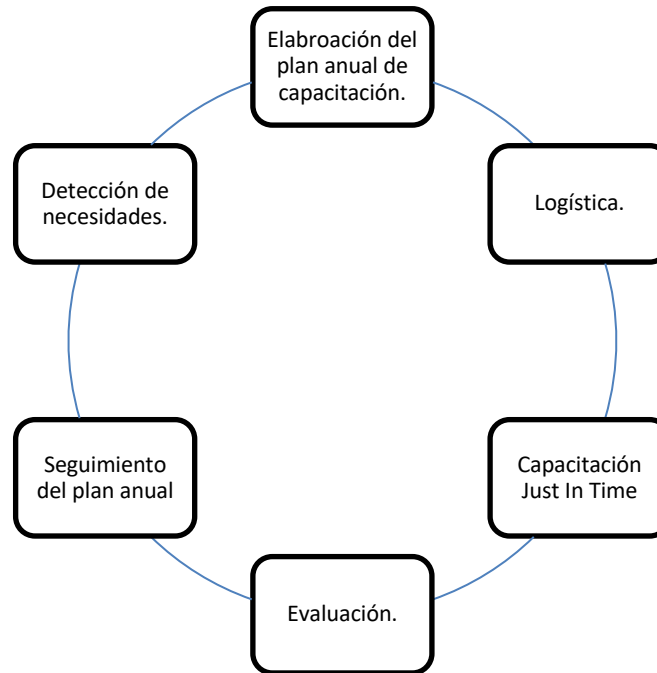 Elabroación del
plan anual de
capacitación.
Logística.
Capacitación
Just In Time
Evaluación.
Seguimiento
del plan anual
Detección de
necesidades.